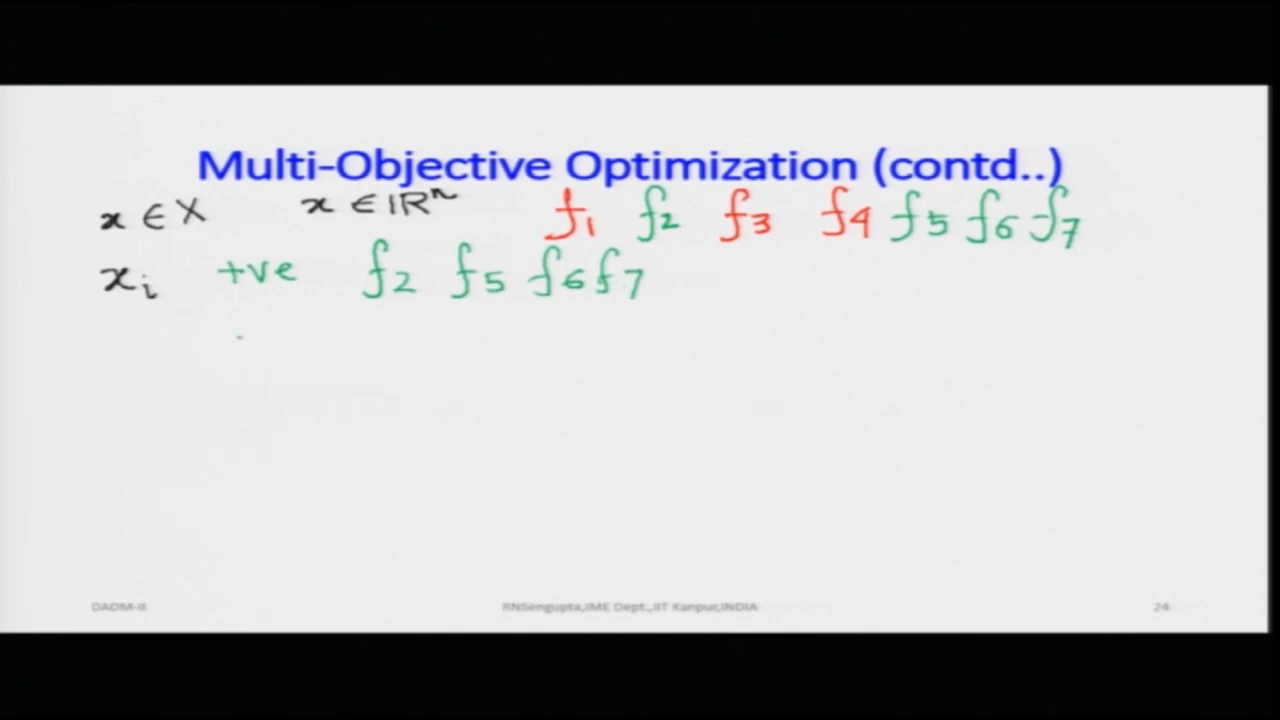 Multi-Objective Optimization (contd..)
x ∈ X x ∈ ℝⁿ f₁ f₂ f₃ f₄ f₅ f₆ f₇
xᵢ +ve f₂ f₅ f₆ f₇
DADM-II RNSengupta,IME Dept.,IIT Kanpur,INDIA 24